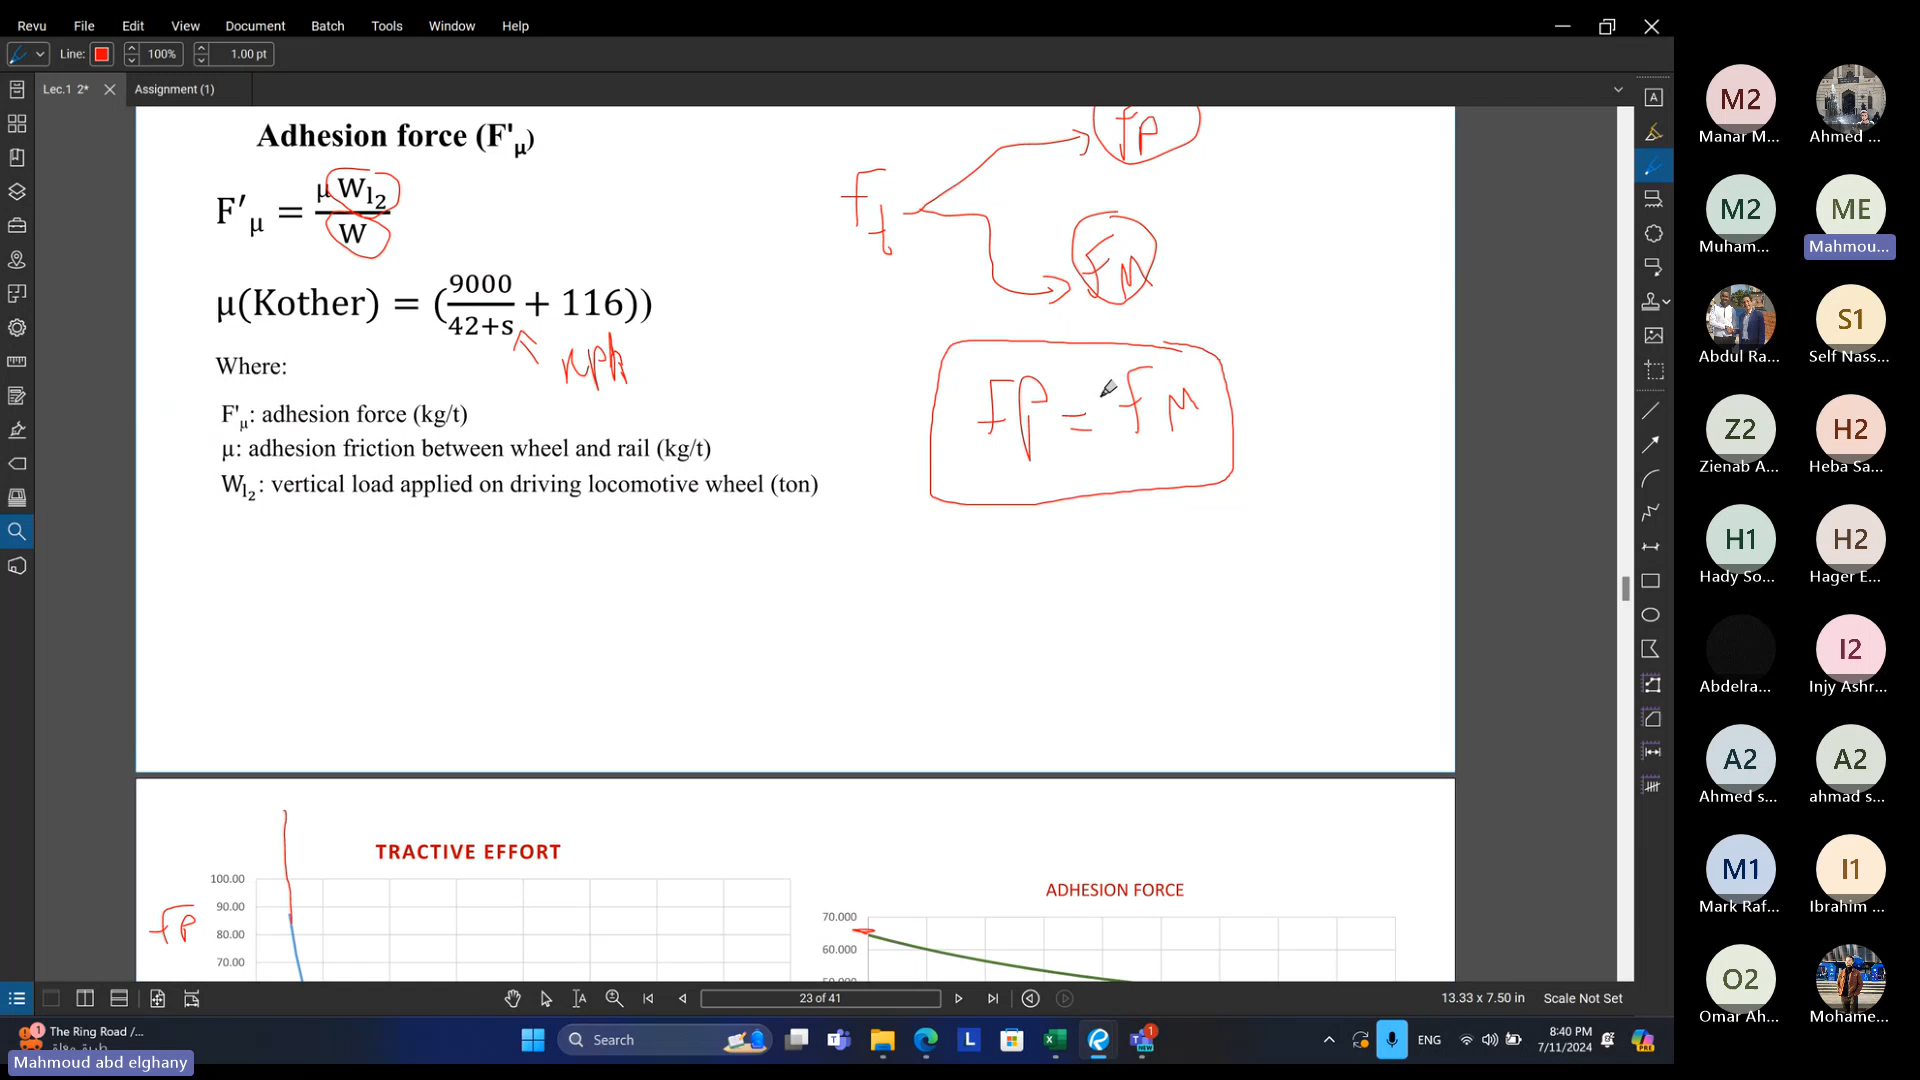 Revu File Edit View Document Batch Tools Window Help
Line: 100% 1.00 pt
Lec.1 2* Assignment (1)
Adhesion force (F'μ)
F′μ = μ Wl2 / W
μ(Kother) = (9000/42+s + 116))
kph
Where:
F'μ: adhesion force (kg/t)
μ: adhesion friction between wheel and rail (kg/t)
Wl2: vertical load applied on driving locomotive wheel (ton)
Ft
fP
fM
FP = fM
TRACTIVE EFFORT
100.00
90.00
80.00
70.00
fP
ADHESION FORCE
70.000
60.000
50.000
23 of 41
13.33 x 7.50 in Scale Not Set
The Ring Road /...
Mahmoud abd elghany
Search
ENG
8:40 PM
7/11/2024
PRE
M2
Manar M...
Ahmed ...
M2
Muham...
ME
Mahmou...
Abdul Ra...
S1
Self Nass...
Z2
Zienab A...
H2
Heba Sa...
H1
Hady So...
H2
Hager E...
Abdelra...
I2
Injy Ashr...
A2
Ahmed s...
A2
ahmad s...
M1
Mark Raf...
I1
Ibrahim ...
O2
Omar Ah...
Mohame...